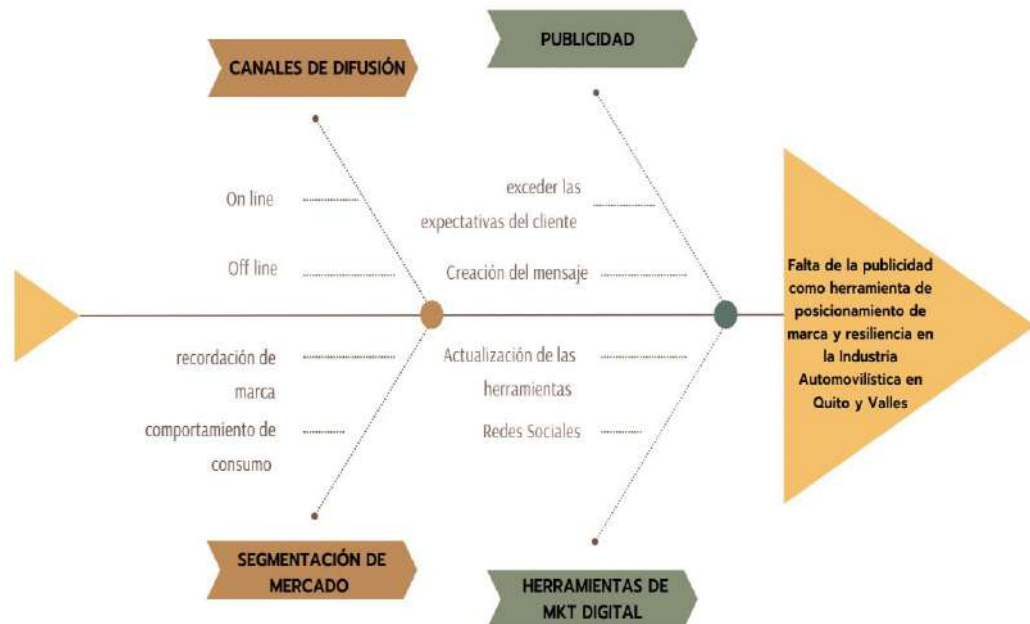 CANALES DE DIFUSIÓN
PUBLICIDAD
On line
Off line
exceder las
expectativas del cliente
Creación del mensaje
recordación de
marca
comportamiento de
consumo
Actualización de las
herramientas
Redes Sociales
SEGMENTACIÓN DE
MERCADO
HERRAMIENTAS DE
MKT DIGITAL
Falta de la publicidad
como herramienta de
posicionamiento de
marca y resiliencia en
la Industria
Automovilística en
Quito y Valles